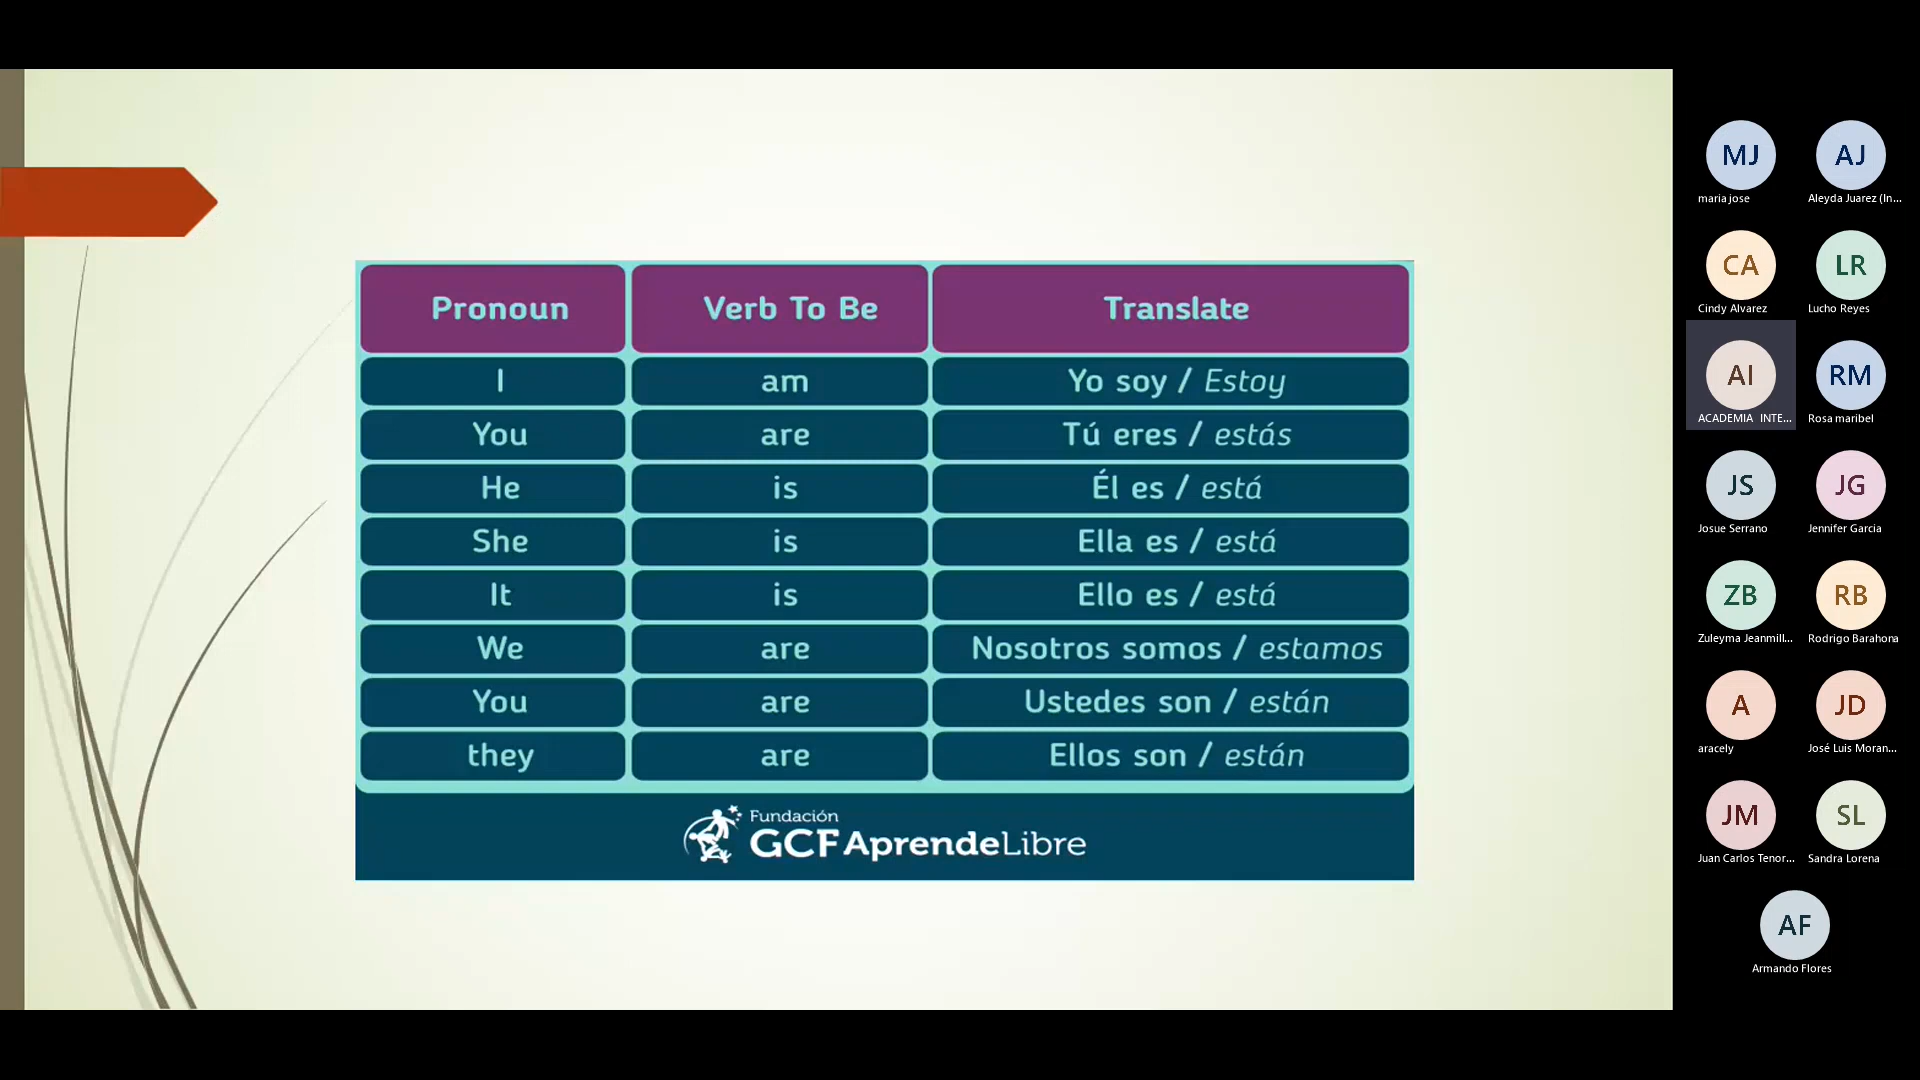 Pronoun Verb To Be Translate
I am Yo soy / Estoy
You are Tú eres / estás
He is Él es / está
She is Ella es / está
It is Ello es / está
We are Nosotros somos / estamos
You are Ustedes son / están
they are Ellos son / están
Fundación
GCFAprendeLibre
MJ AJ
maria jose Aleyda Juarez (In...
CA LR
Cindy Alvarez Lucho Reyes
AI RM
ACADEMIA INTE... Rosa maribel
JS JG
Josue Serrano Jennifer Garcia
ZB RB
Zuleyma Jeanmill... Rodrigo Barahona
A JD
aracely José Luis Moran...
JM SL
Juan Carlos Tenor... Sandra Lorena
AF
Armando Flores